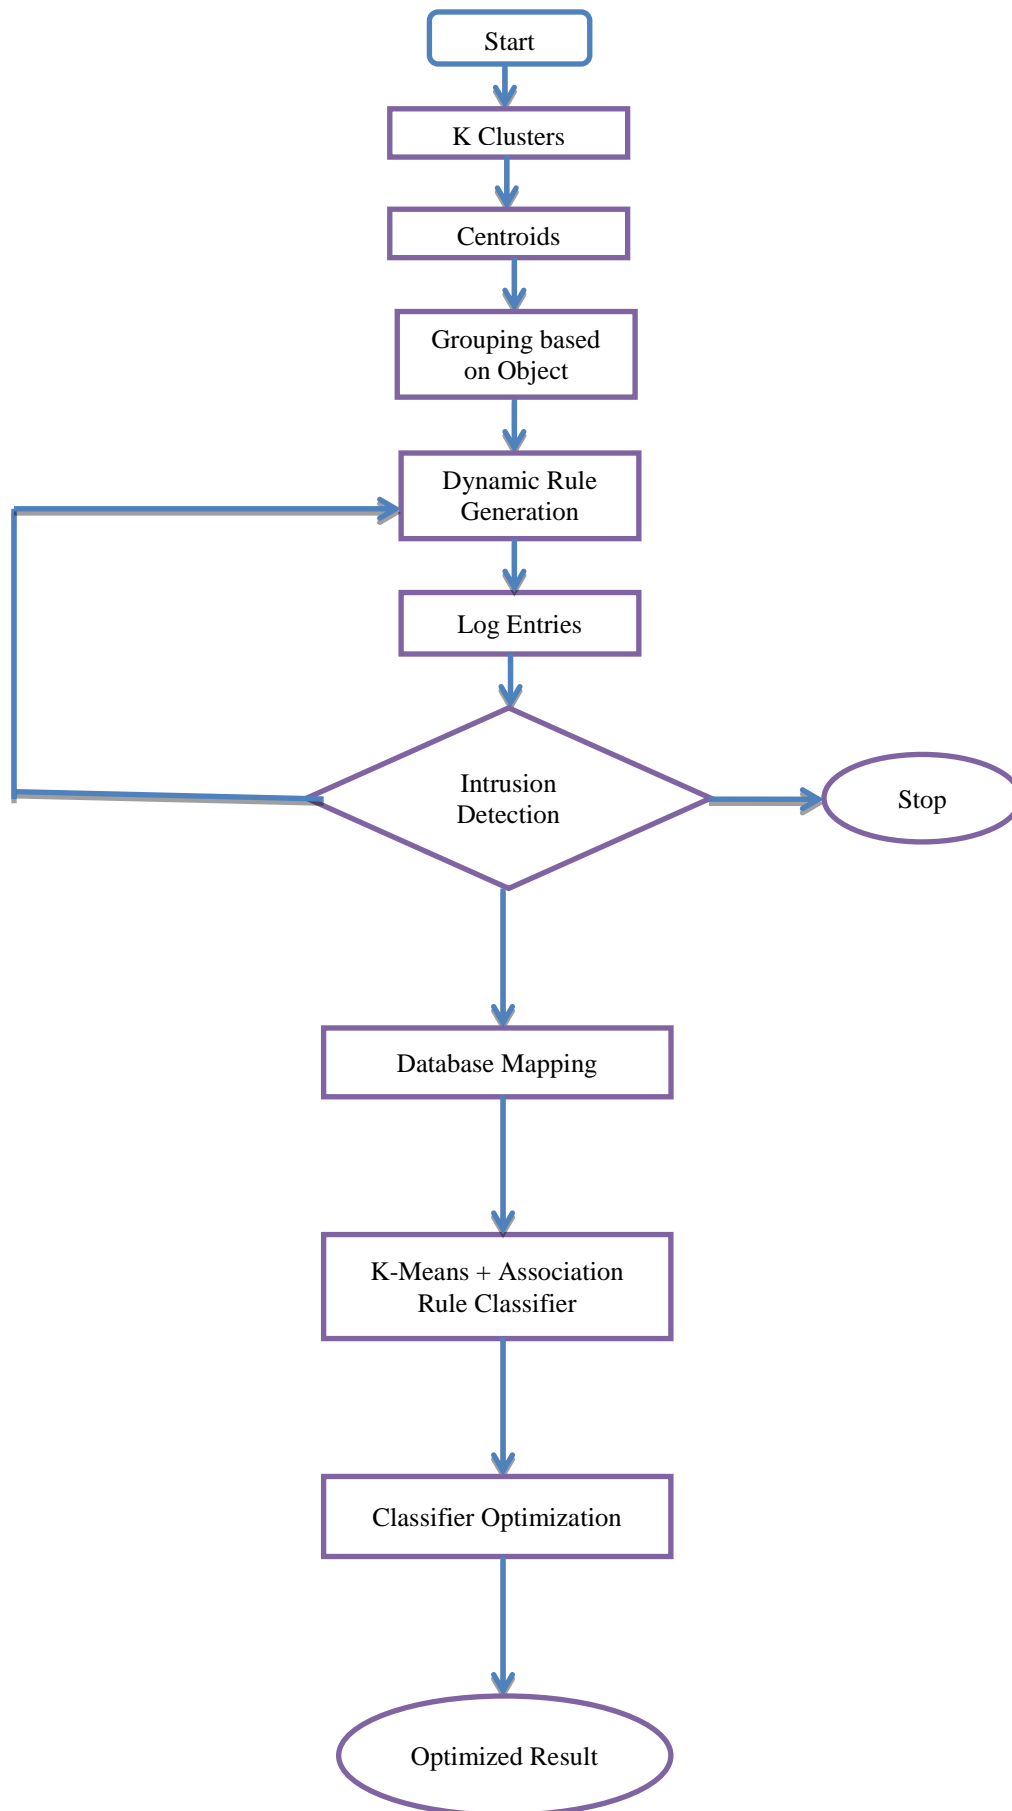 Start
K Clusters
Centroids
Grouping based
on Object
Dynamic Rule
Generation
Log Entries
Intrusion
Detection
Stop
Database Mapping
K-Means + Association
Rule Classifier
Classifier Optimization
Optimized Result